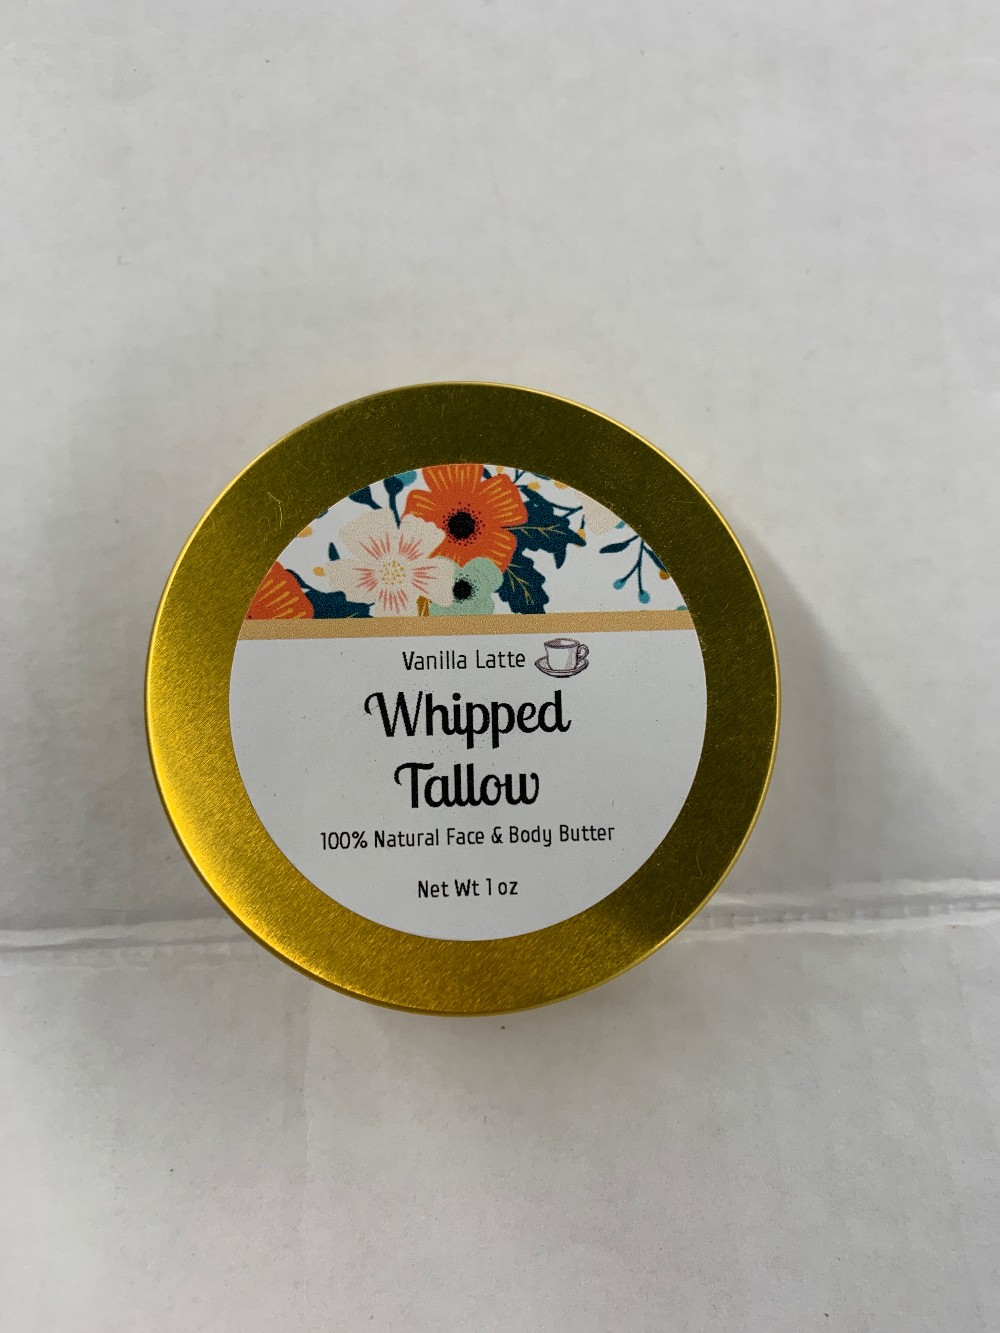 Vanilla Latte
Whipped
Tallow
100% Natural Face & Body Butter
Net Wt 1 oz